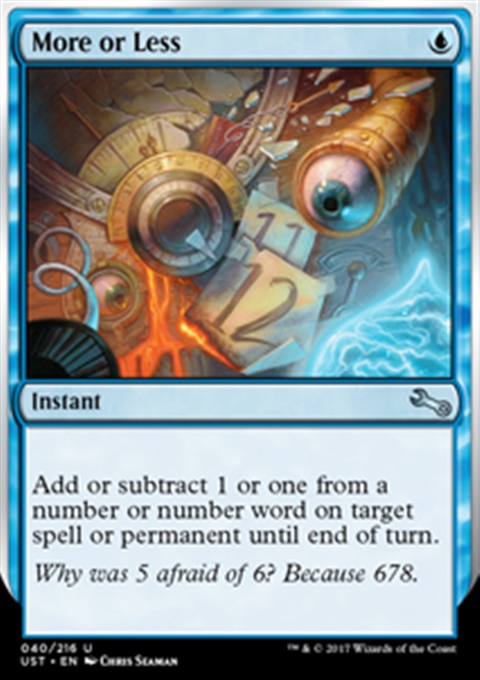 More or Less
11
12
Instant
Add or subtract 1 or one from a
number or number word on target
spell or permanent until end of turn.
Why was 5 afraid of 6? Because 678.
040/216 U
UST • EN Chris Seaman
™ & © 2017 Wizards of the Coast